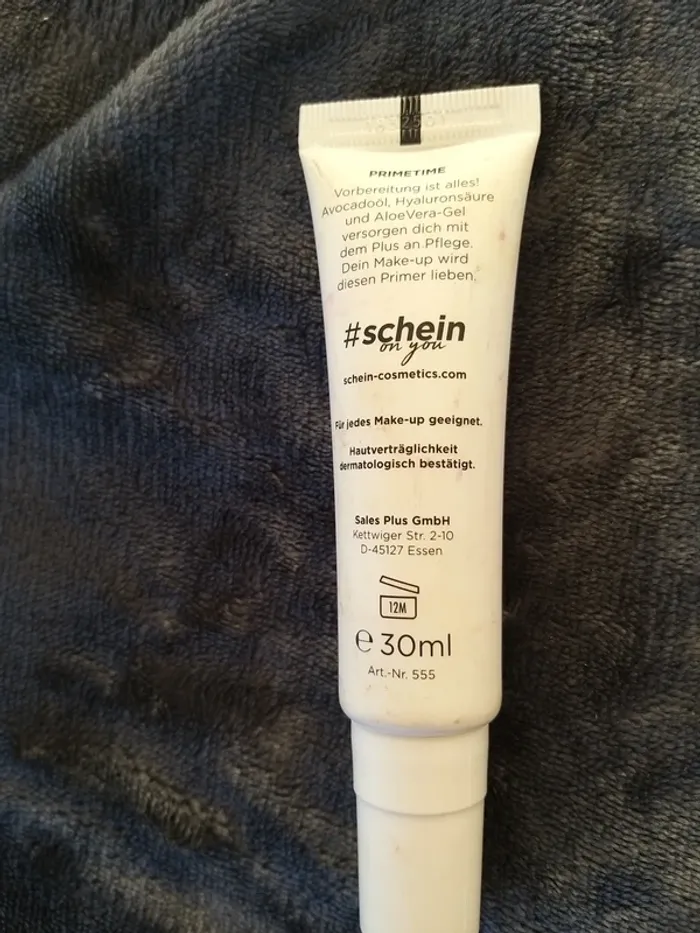 PRIMETIME
Vorbereitung ist alles!
Avocadoöl, Hyaluronsäure
und AloeVera-Gel
versorgen dich mit
dem Plus an Pflege.
Dein Make-up wird
diesen Primer lieben.
#schein
on you
schein-cosmetics.com
Für jedes Make-up geeignet.
Hautverträglichkeit
dermatologisch bestätigt.
Sales Plus GmbH
Kettwiger Str. 2-10
D-45127 Essen
12M
℮ 30ml
Art.-Nr. 555